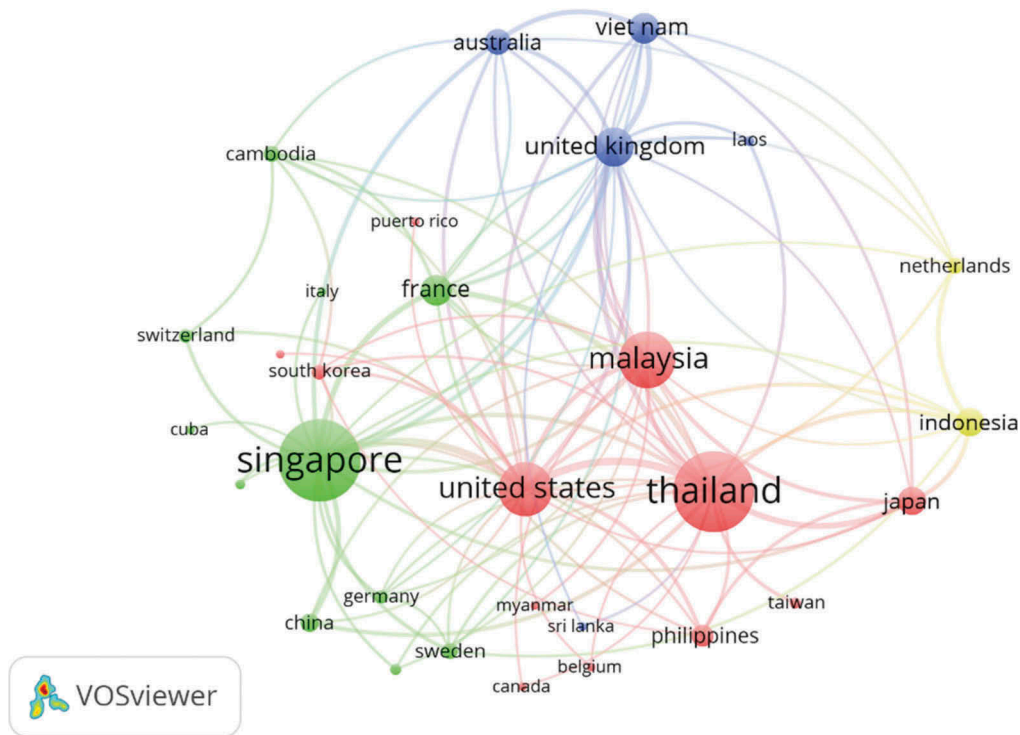 viet nam
australia
united kingdom
laos
cambodia
puerto rico
netherlands
france
italy
switzerland
malaysia
south korea
indonesia
cuba
singapore
united states
thailand
japan
germany
myanmar
taiwan
china
sri lanka
philippines
sweden
belgium
canada
VOSviewer